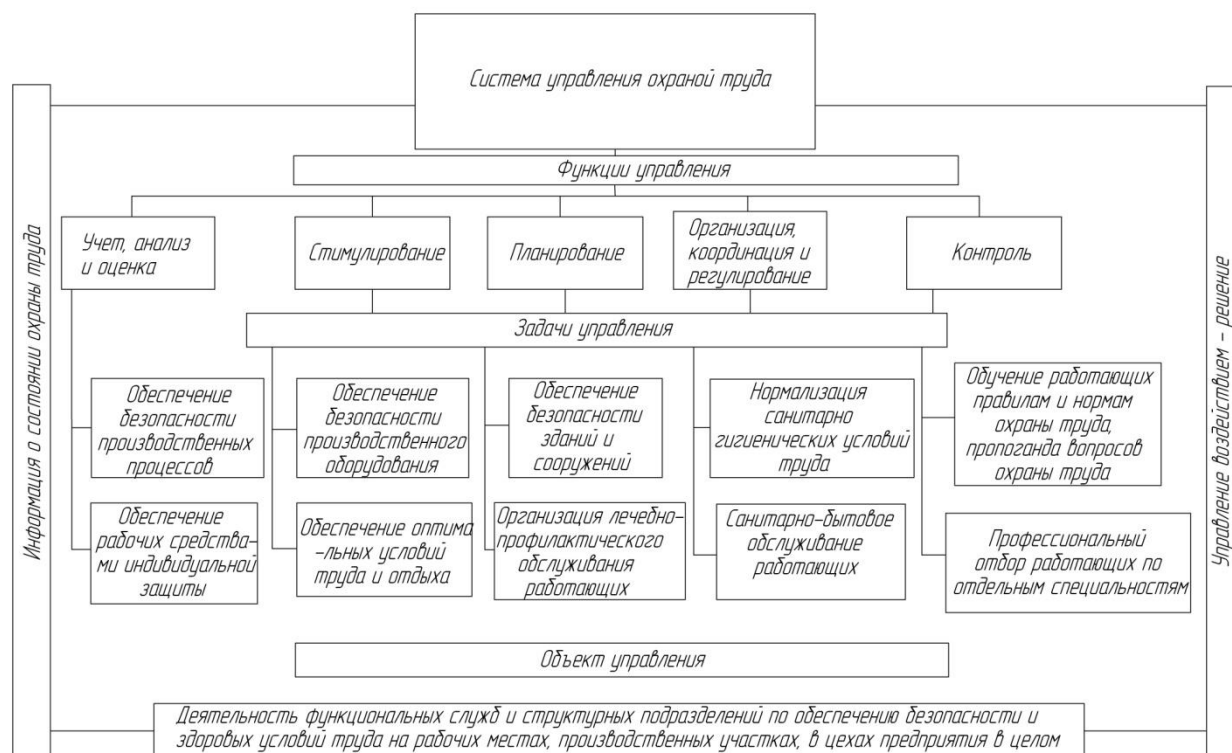 Система управления охраной труда
Функции управления
Учет, анализ
и оценка
Стимулирование
Планирование
Организация,
координация и
регулирование
Контроль
Задачи управления
Обеспечение
безопасности
производственных
процессов
Обеспечение
безопасности
производственного
оборудования
Обеспечение
безопасности
зданий и
сооружений
Нормализация
санитарно
гигиенических условий
труда
Обучение работающих
правилам и нормам
охраны труда,
пропоганда вопросов
охраны труда
Обеспечение
рабочих средства-
ми индивидуальной
защиты
Обеспечение оптима
-льных условий
труда и отдыха
Организация лечебно-
профилактического
обслуживания
работающих
Санитарно-бытовое
обслуживание
работающих
Профессиональный
отбор работающих по
отдельным специальностям
Объект управления
Деятельность функциональных служб и структурных подразделений по обеспечению безопасности и
здоровых условий труда на рабочих местах, производственных участках, в цехах предприятия в целом
Информация о состоянии охраны труда
Управление воздействием - решение